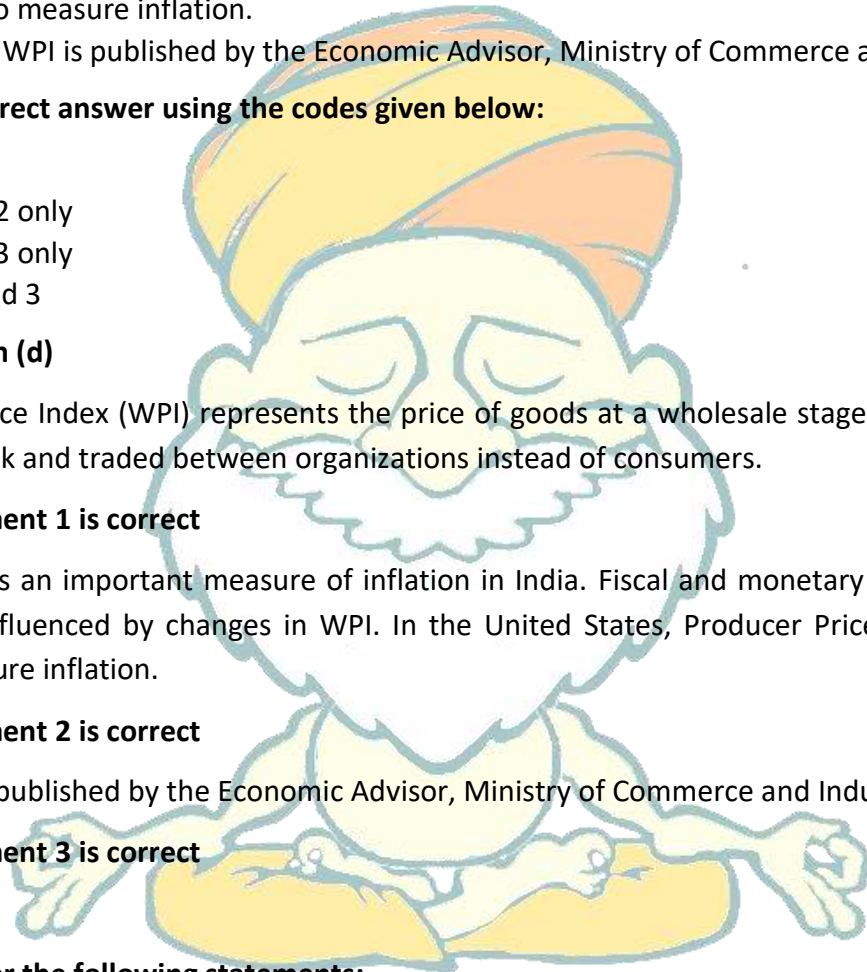 o measure inflation.
WPI is published by the Economic Advisor, Ministry of Commerce a
rect answer using the codes given below:
2 only
3 only
d 3
n (d)
ce Index (WPI) represents the price of goods at a wholesale stage
k and traded between organizations instead of consumers.
ment 1 is correct
s an important measure of inflation in India. Fiscal and monetary
fluenced by changes in WPI. In the United States, Producer Price
ure inflation.
ment 2 is correct
published by the Economic Advisor, Ministry of Commerce and Indu
ment 3 is correct
r the following statements: